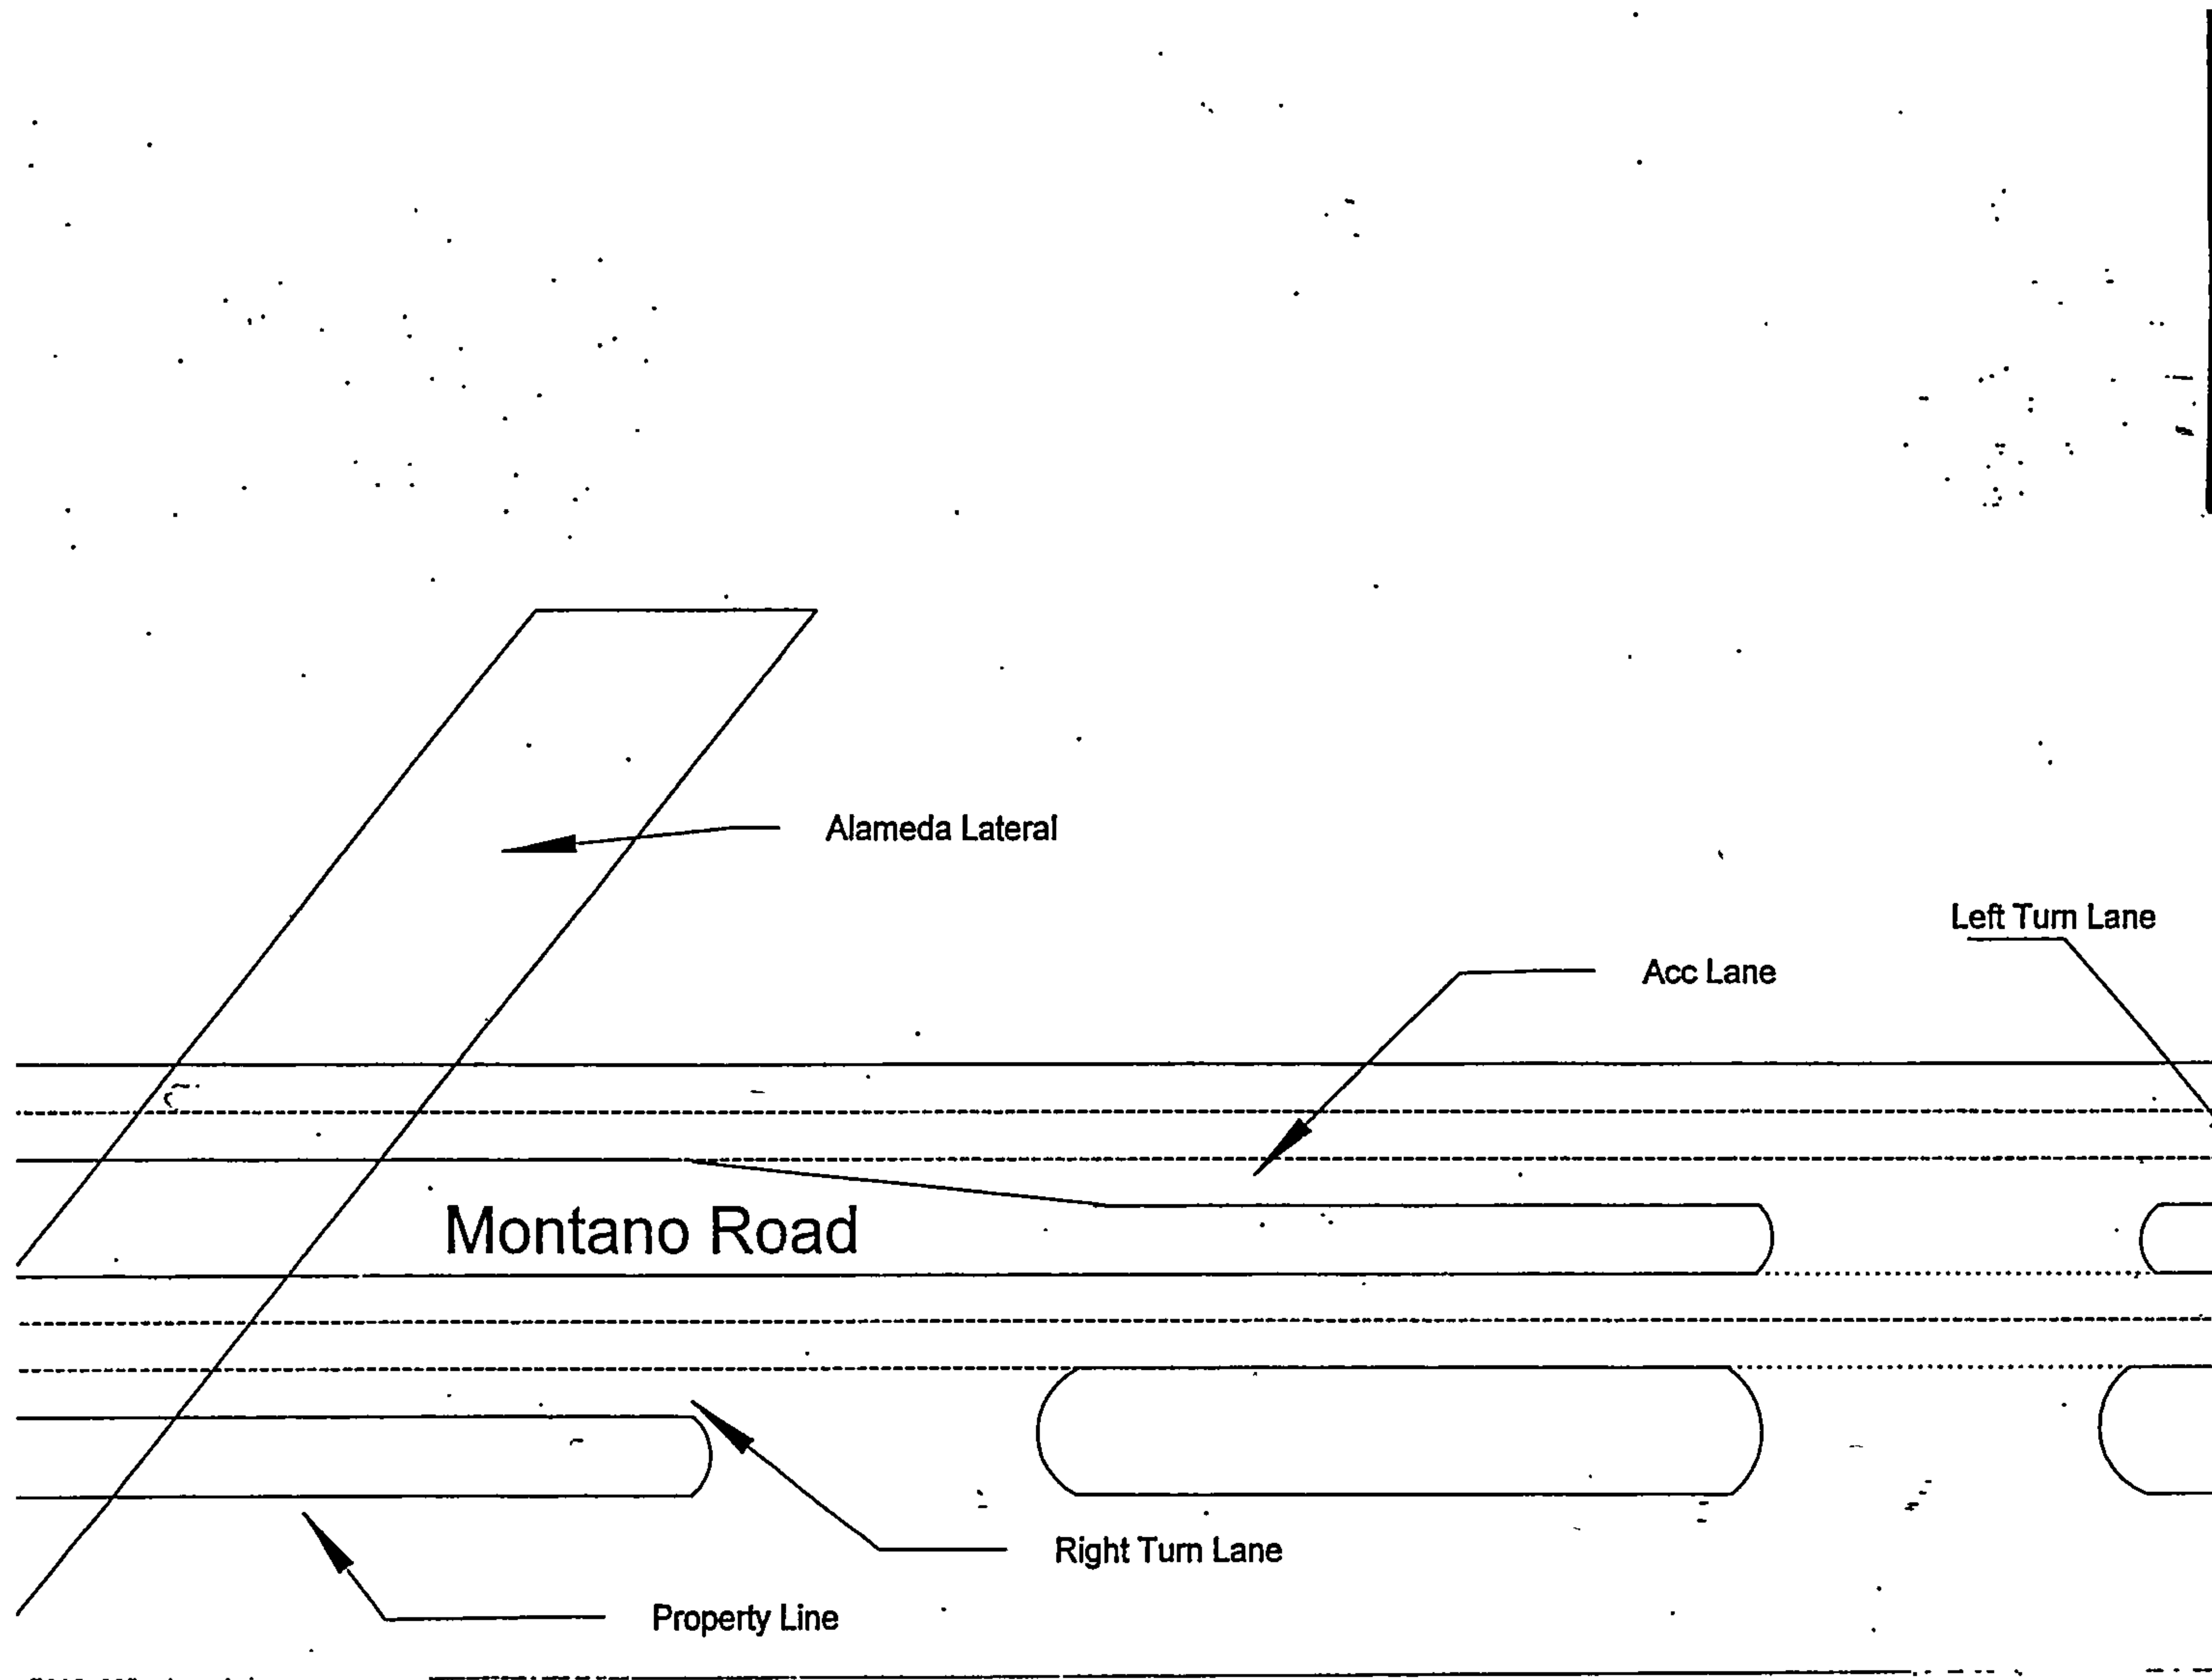 Alameda Lateral
Left Turn Lane
Acc Lane
Montano Road
Right Turn Lane
Property Line